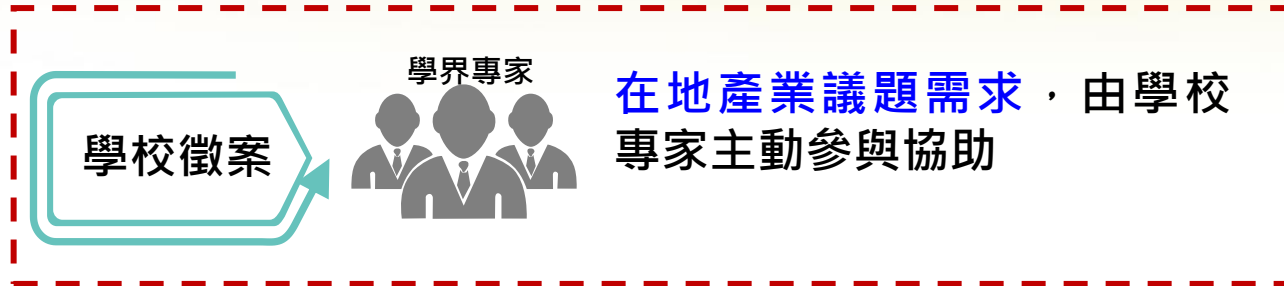 學校徵案
學界專家
在地產業議題需求，由學校
專家主動參與協助